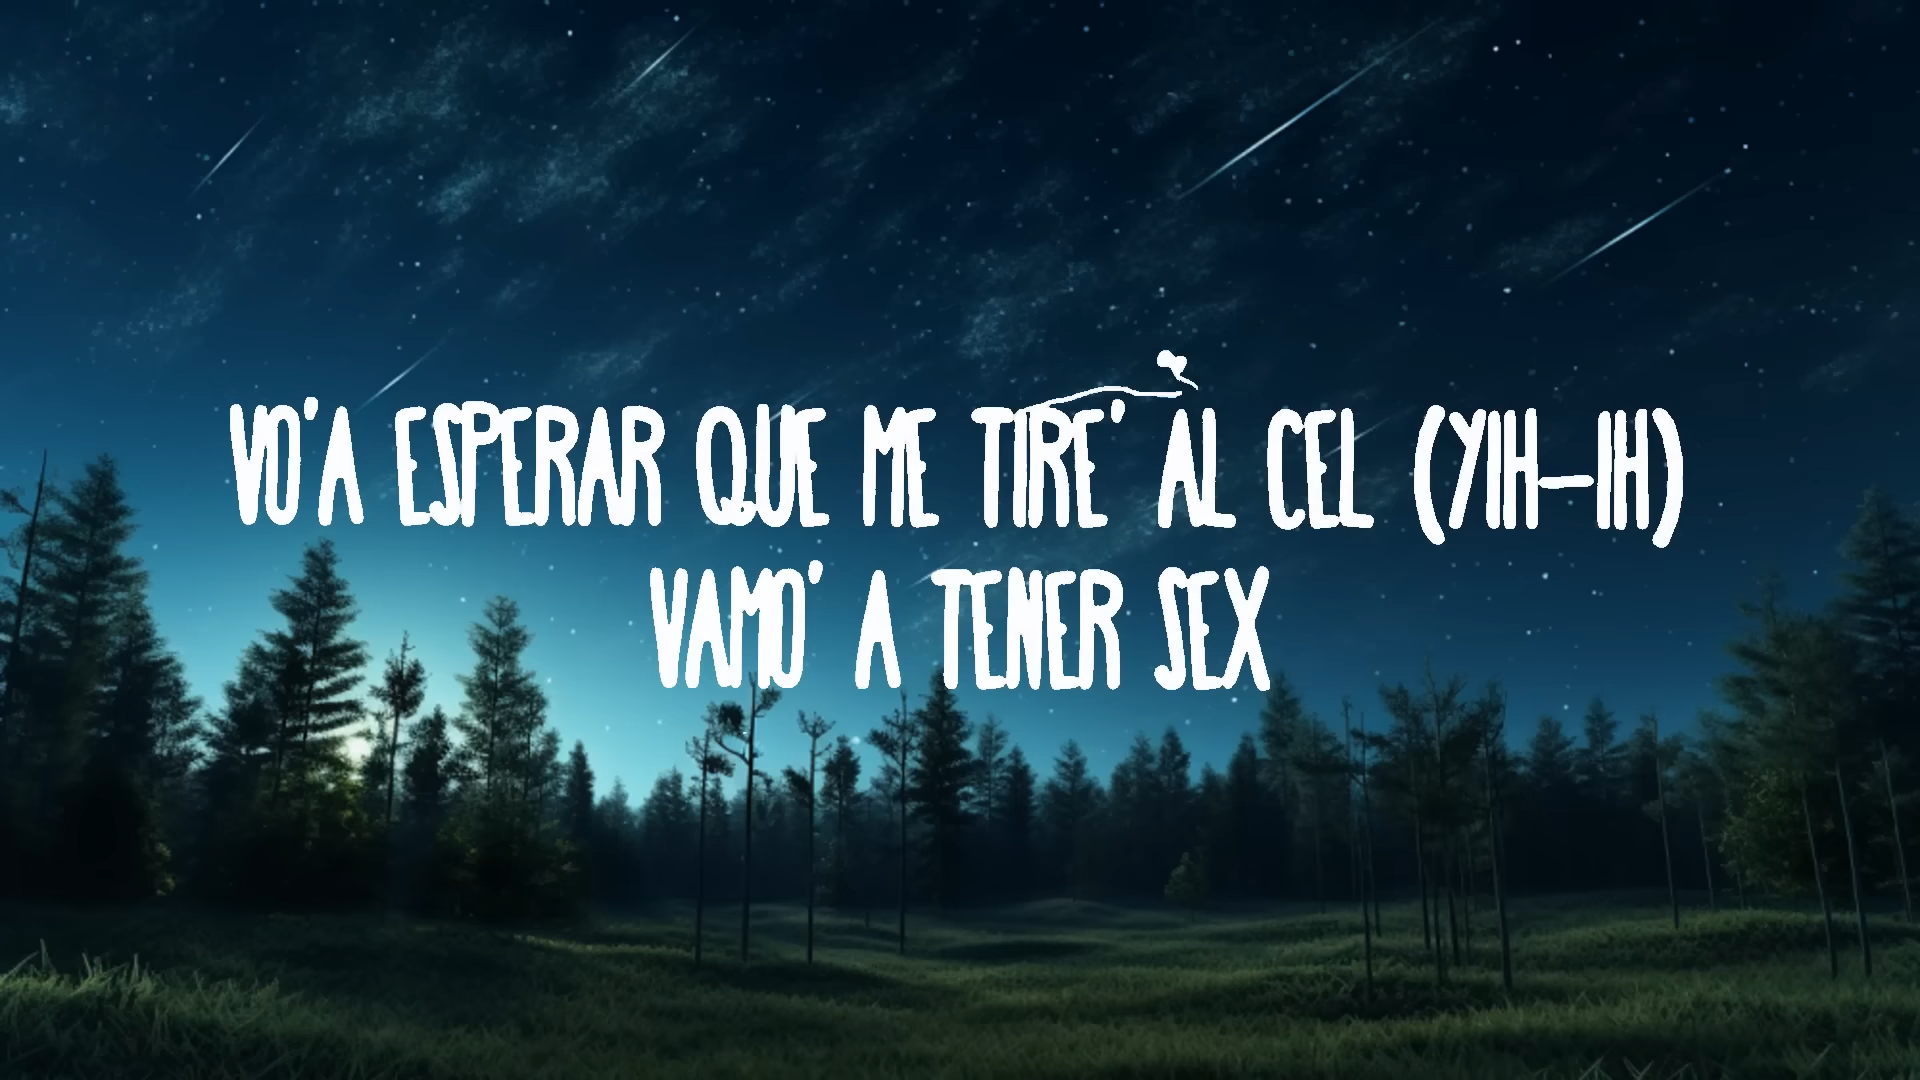 VO'A ESPERAR QUE ME TIRE' AL CEL (YIH-IH)
VAMO' A TENER SEX